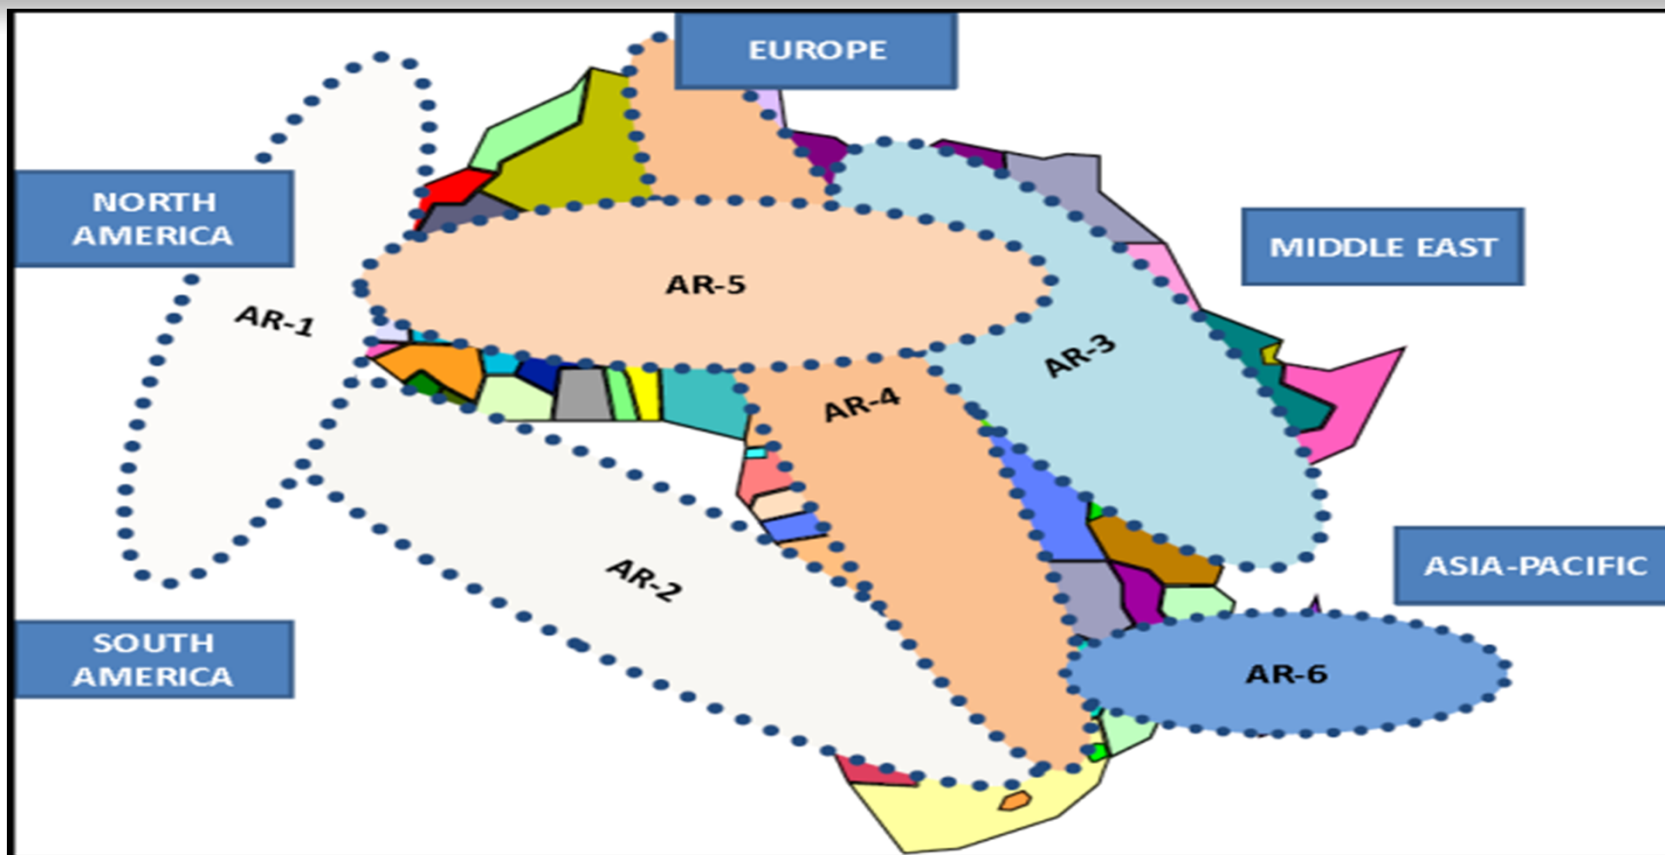 EUROPE
NORTH
AMERICA
MIDDLE EAST
AR-5
AR-1
AR-3
AR-4
ASIA-PACIFIC
AR-2
SOUTH
AMERICA
AR-6